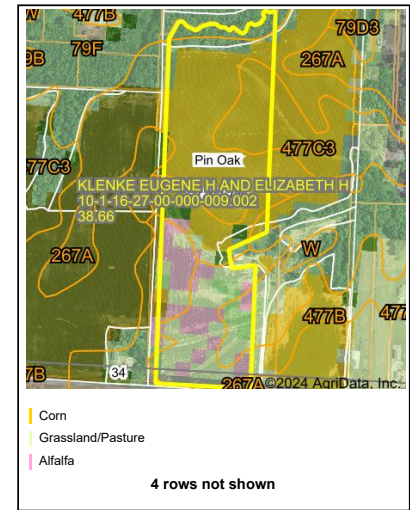 W
477B
79D3
79F
267A
9B
477C3
77C3
Pin Oak
KLENKE EUGENE H AND ELIZABETH H
10-1-16-27-00-000-009.002
38.66
267A
W
477B
477
7B
34
267A
©2024 AgriData, Inc.
Corn
Grassland/Pasture
Alfalfa
4 rows not shown